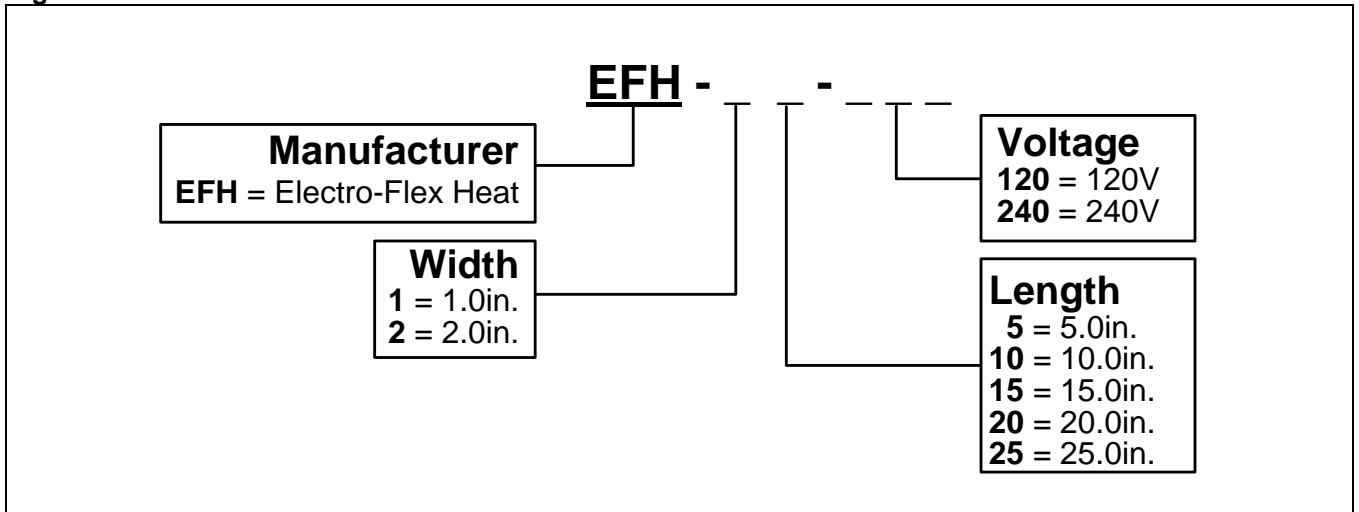 EFH - _ _ - _ _ _
Manufacturer
EFH = Electro-Flex Heat
Voltage
120 = 120V
240 = 240V
Width
1 = 1.0in.
2 = 2.0in.
Length
5 = 5.0in.
10 = 10.0in.
15 = 15.0in.
20 = 20.0in.
25 = 25.0in.